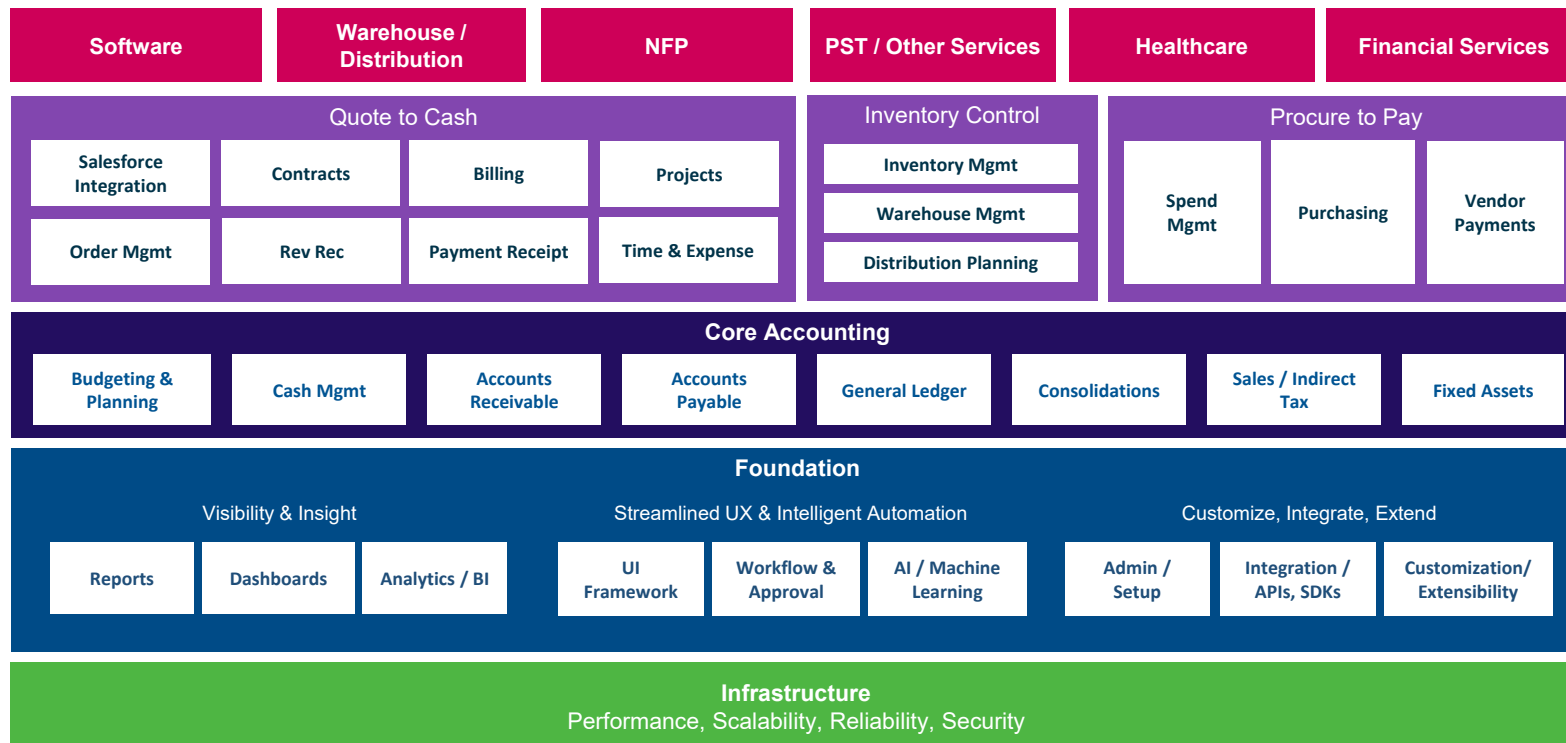 Software
Warehouse /
Distribution
NFP
PST / Other Services
Healthcare
Financial Services
Quote to Cash
Salesforce
Integration
Contracts
Billing
Projects
Order Mgmt
Rev Rec
Payment Receipt
Time & Expense
Inventory Control
Inventory Mgmt
Warehouse Mgmt
Distribution Planning
Procure to Pay
Spend
Mgmt
Purchasing
Vendor
Payments
Core Accounting
Budgeting &
Planning
Cash Mgmt
Accounts
Receivable
Accounts
Payable
General Ledger
Consolidations
Sales / Indirect
Tax
Fixed Assets
Foundation
Visibility & Insight
Reports
Dashboards
Analytics / BI
Streamlined UX & Intelligent Automation
UI
Framework
Workflow &
Approval
AI / Machine
Learning
Customize, Integrate, Extend
Admin /
Setup
Integration /
APIs, SDKs
Customization/
Extensibility
Infrastructure
Performance, Scalability, Reliability, Security